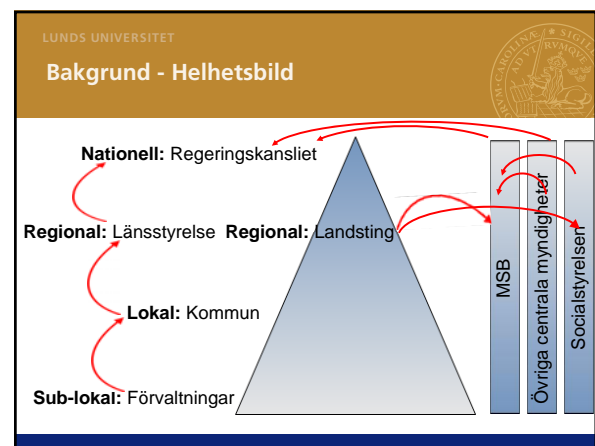 LUNDS UNIVERSITET
Bakgrund - Helhetsbild
Nationell: Regeringskansliet
Regional: Länsstyrelse Regional: Landsting
Lokal: Kommun
Sub-lokal: Förvaltningar
MSB
Övriga centrala myndigheter
Socialstyrelsen